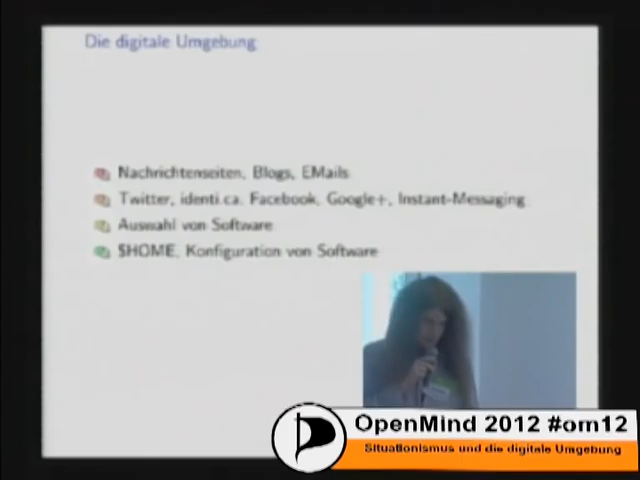 Die digitale Umgebung
Nachrichtenseiten, Blogs, EMails
Twitter, identi.ca, Facebook, Google+, Instant-Messaging
Auswahl von Software
$HOME, Konfiguration von Software
OpenMind 2012 #om12
Situationismus und die digitale Umgebung